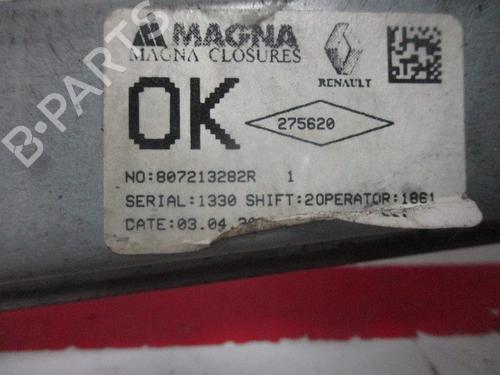 MAGNA
MAGNA CLOSURES
RENAULT
OK
275620
NO:807213282R 1
SERIAL:1330 SHIFT:2OPERATOR:1861
DATE:03.04
B-PARTS